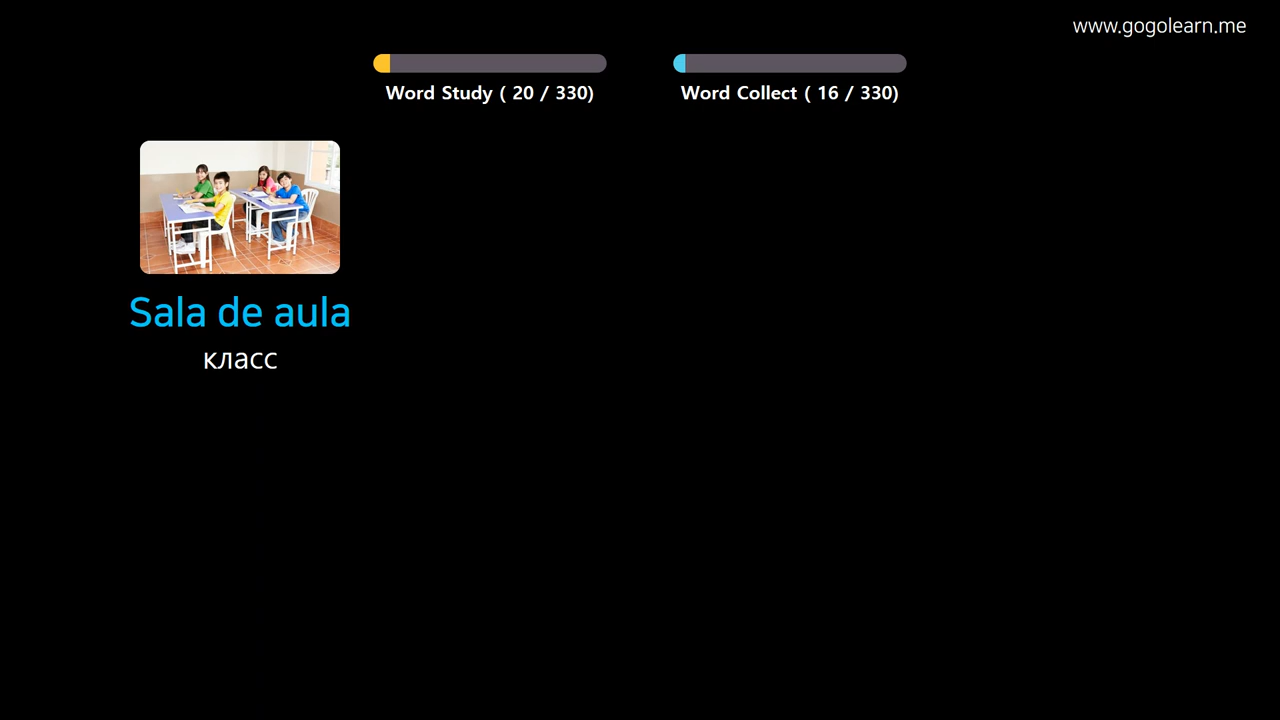 www.gogolearn.me
Word Study ( 20 / 330)
Word Collect ( 16 / 330)
Sala de aula
класс